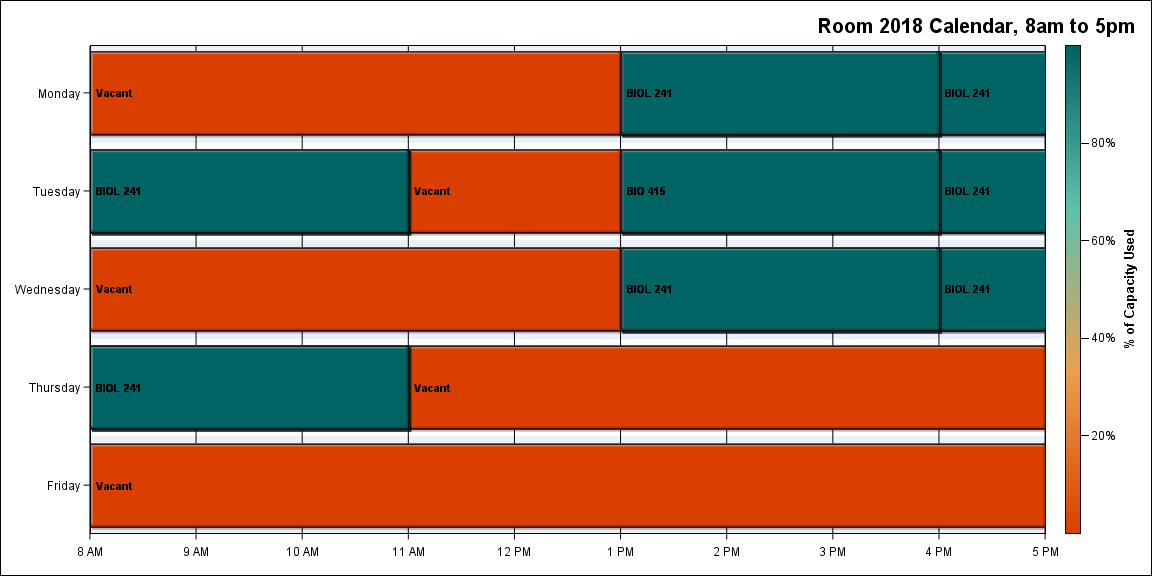 Room 2018 Calendar, 8am to 5pm
Monday
Vacant
BIOL 241
BIOL 241
Tuesday
BIOL 241
Vacant
BIO 415
BIOL 241
Wednesday
Vacant
BIOL 241
BIOL 241
Thursday
BIOL 241
Vacant
Friday
Vacant
8 AM
9 AM
10 AM
11 AM
12 PM
1 PM
2 PM
3 PM
4 PM
5 PM
80%
60%
40%
20%
% of Capacity Used